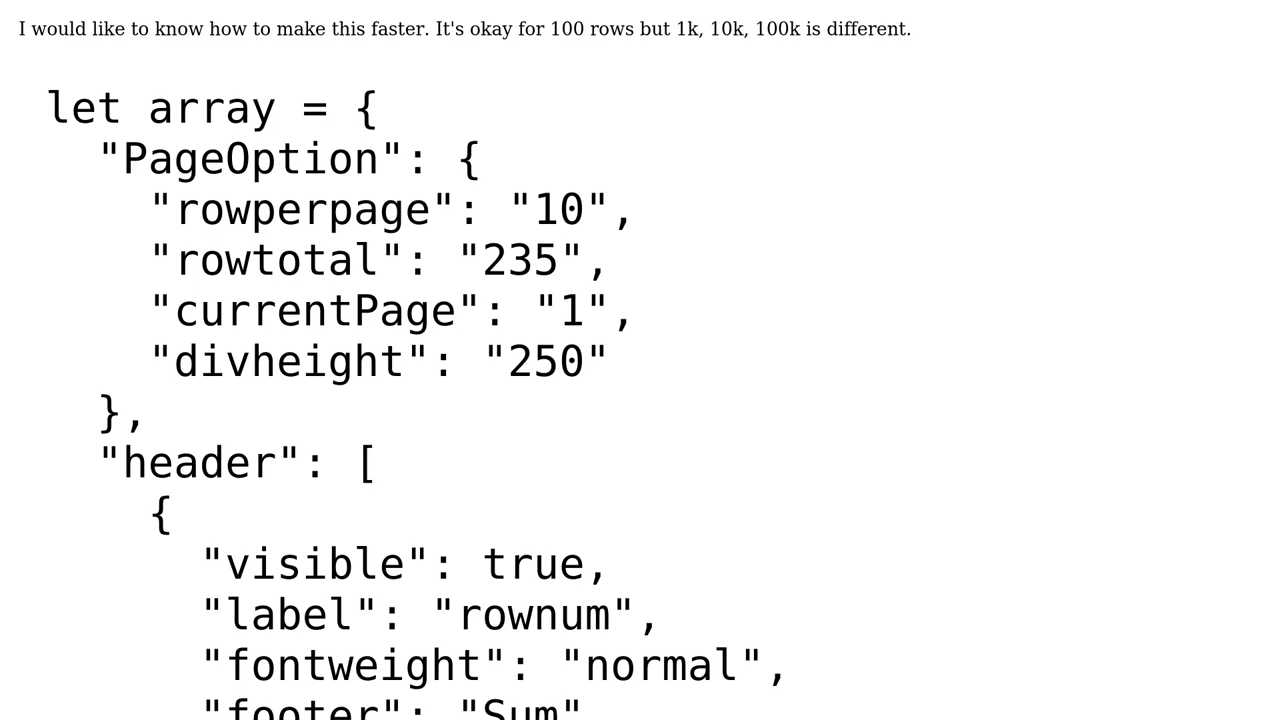 I would like to know how to make this faster. It's okay for 100 rows but 1k, 10k, 100k is different.
let array = {
  "PageOption": {
    "rowperpage": "10",
    "rowtotal": "235",
    "currentPage": "1",
    "divheight": "250"
  },
  "header": [
    {
      "visible": true,
      "label": "rownum",
      "fontweight": "normal",
      "footer": "Sum"